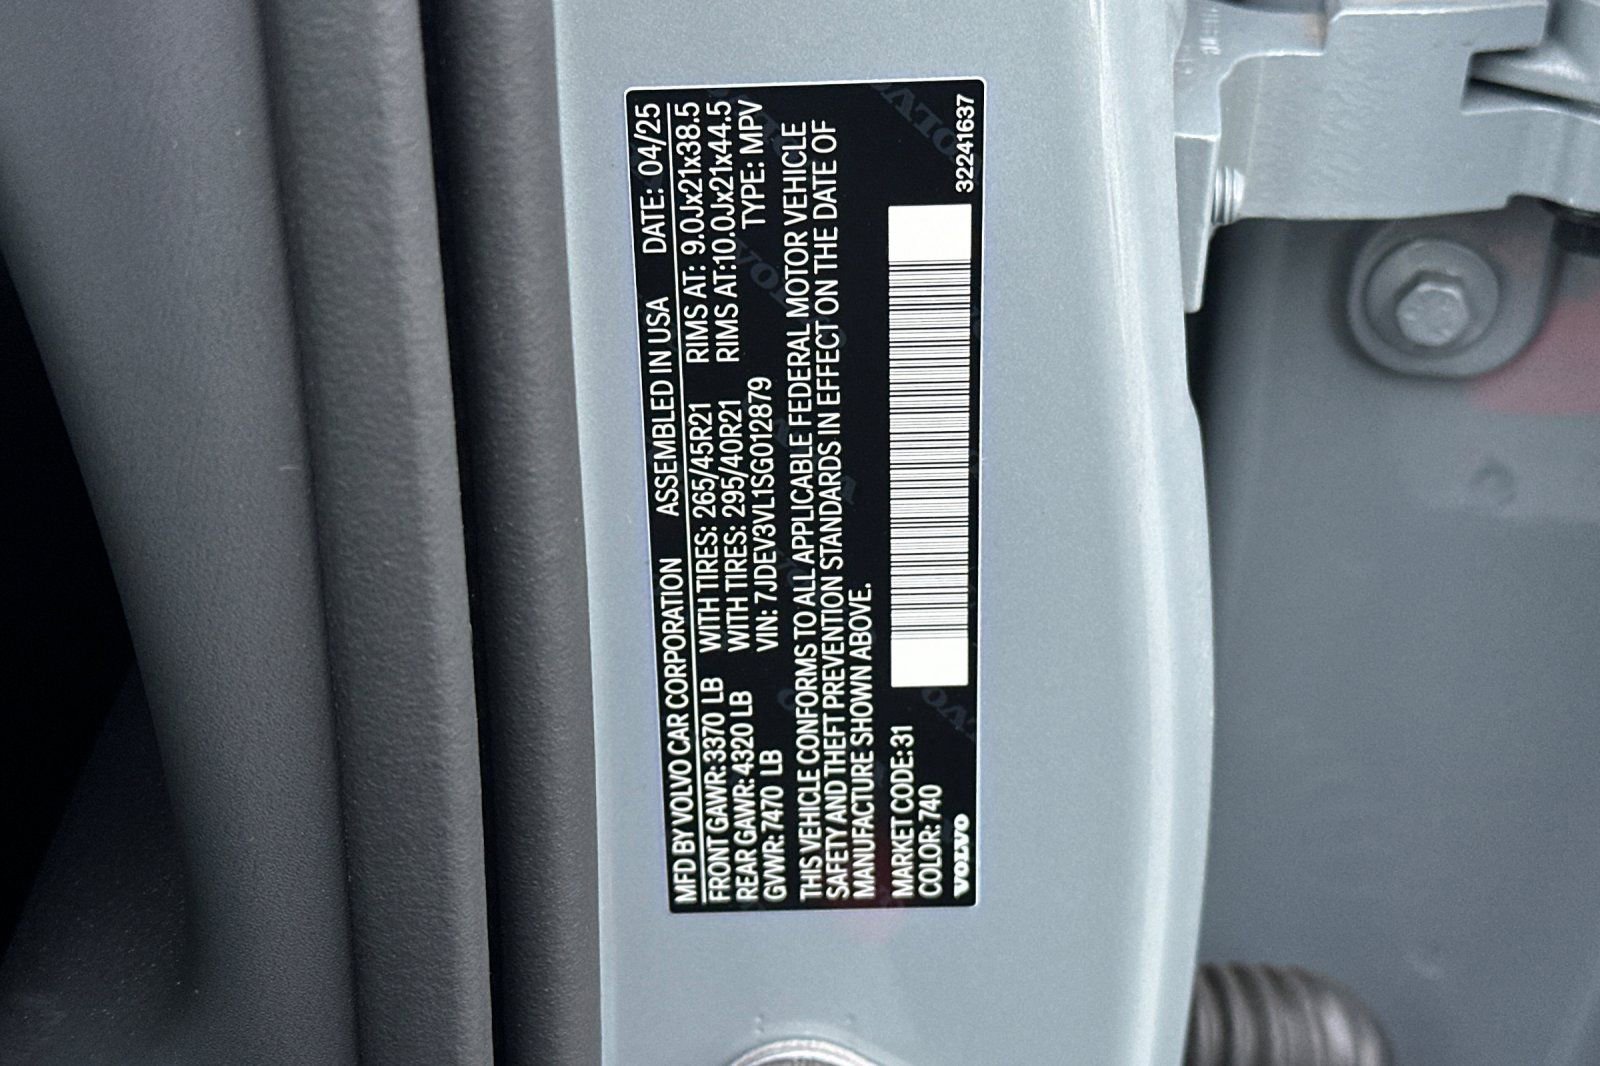 MFD BY VOLVO CAR CORPORATION ASSEMBLED IN USA DATE: 04/25
FRONT GAWR: 3370 LB WITH TIRES: 265/45R21 RIMS AT: 9.0Jx21x38.5
REAR GAWR: 4320 LB WITH TIRES: 295/40R21 RIMS AT:10.0Jx21x44.5
GVWR: 7470 LB VIN: 7JDEV3VL1SG012879 TYPE: MPV
THIS VEHICLE CONFORMS TO ALL APPLICABLE FEDERAL MOTOR VEHICLE
SAFETY AND THEFT PREVENTION STANDARDS IN EFFECT ON THE DATE OF
MANUFACTURE SHOWN ABOVE.
MARKET CODE: 31
COLOR: 740
VOLVO 32241637